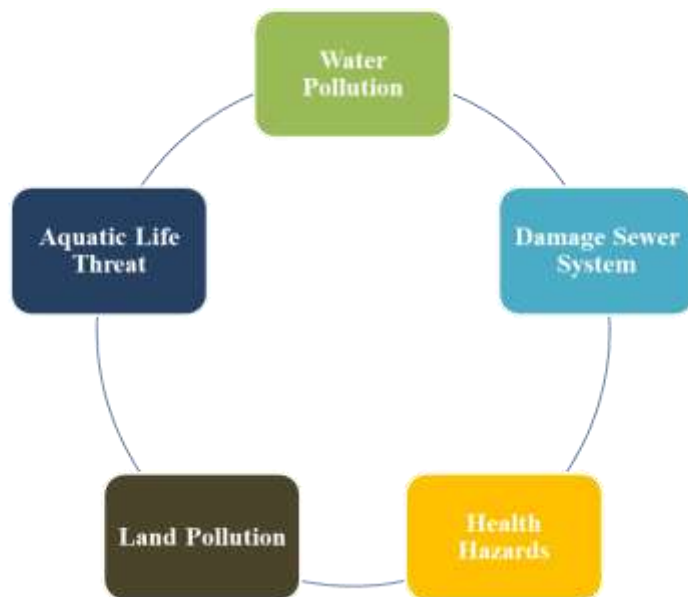 Water
Pollution
Damage Sewer
System
Health
Hazards
Land Pollution
Aquatic Life
Threat